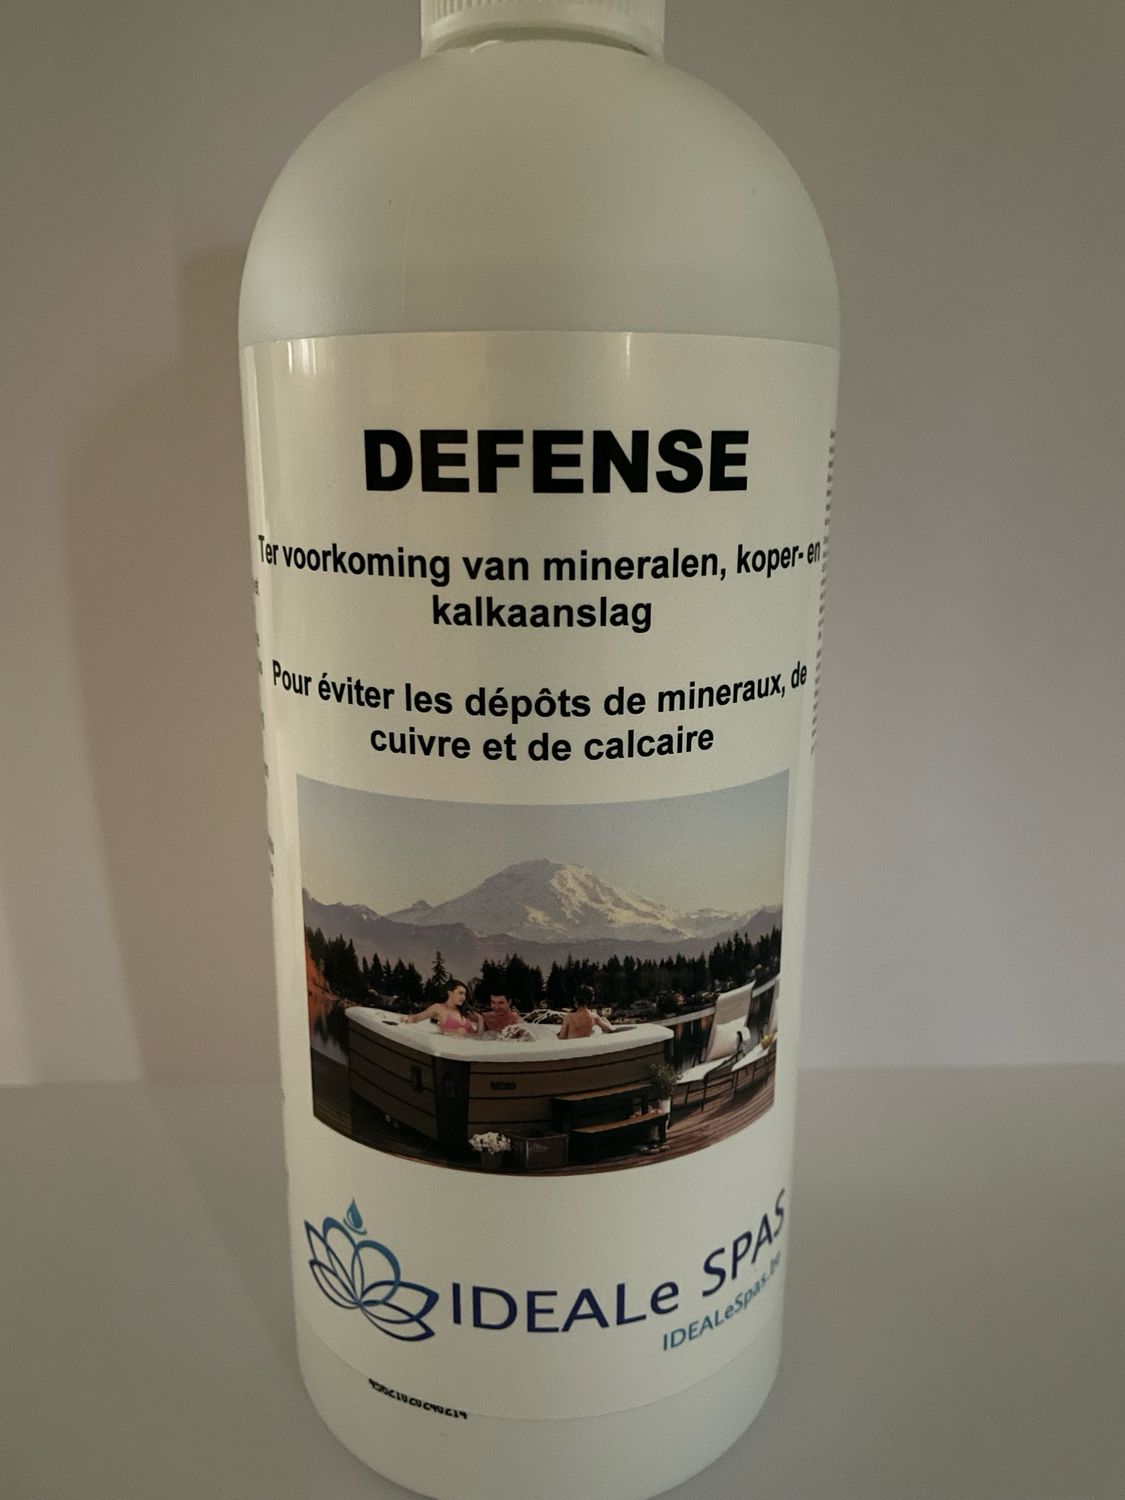 DEFENSE
Ter voorkoming van mineralen, koper- en
kalkaanslag
Pour éviter les dépôts de mineraux, de
cuivre et de calcaire
IDEALe SPAS
IDEALeSpas.be